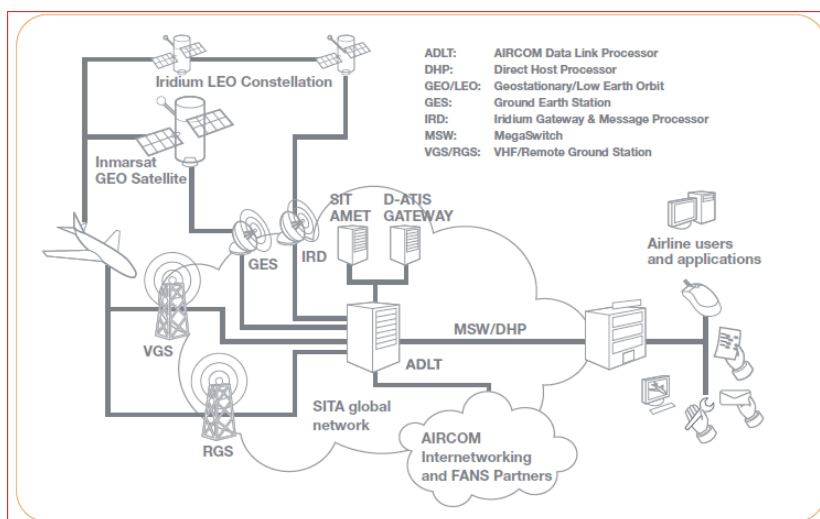 Iridium LEO Constellation
Inmarsat
GEO Satellite
ADLT: AIRCOM Data Link Processor
DHP: Direct Host Processor
GEO/LEO: Geostationary/Low Earth Orbit
GES: Ground Earth Station
IRD: Iridium Gateway & Message Processor
MSW: MegaSwitch
VGS/RGS: VHF/Remote Ground Station
SIT
AMET
D-ATIS
GATEWAY
GES
IRD
Airline users
and applications
VGS
MSW/DHP
ADLT
RGS
SITA global
network
AIRCOM
Internetworking
and FANS Partners